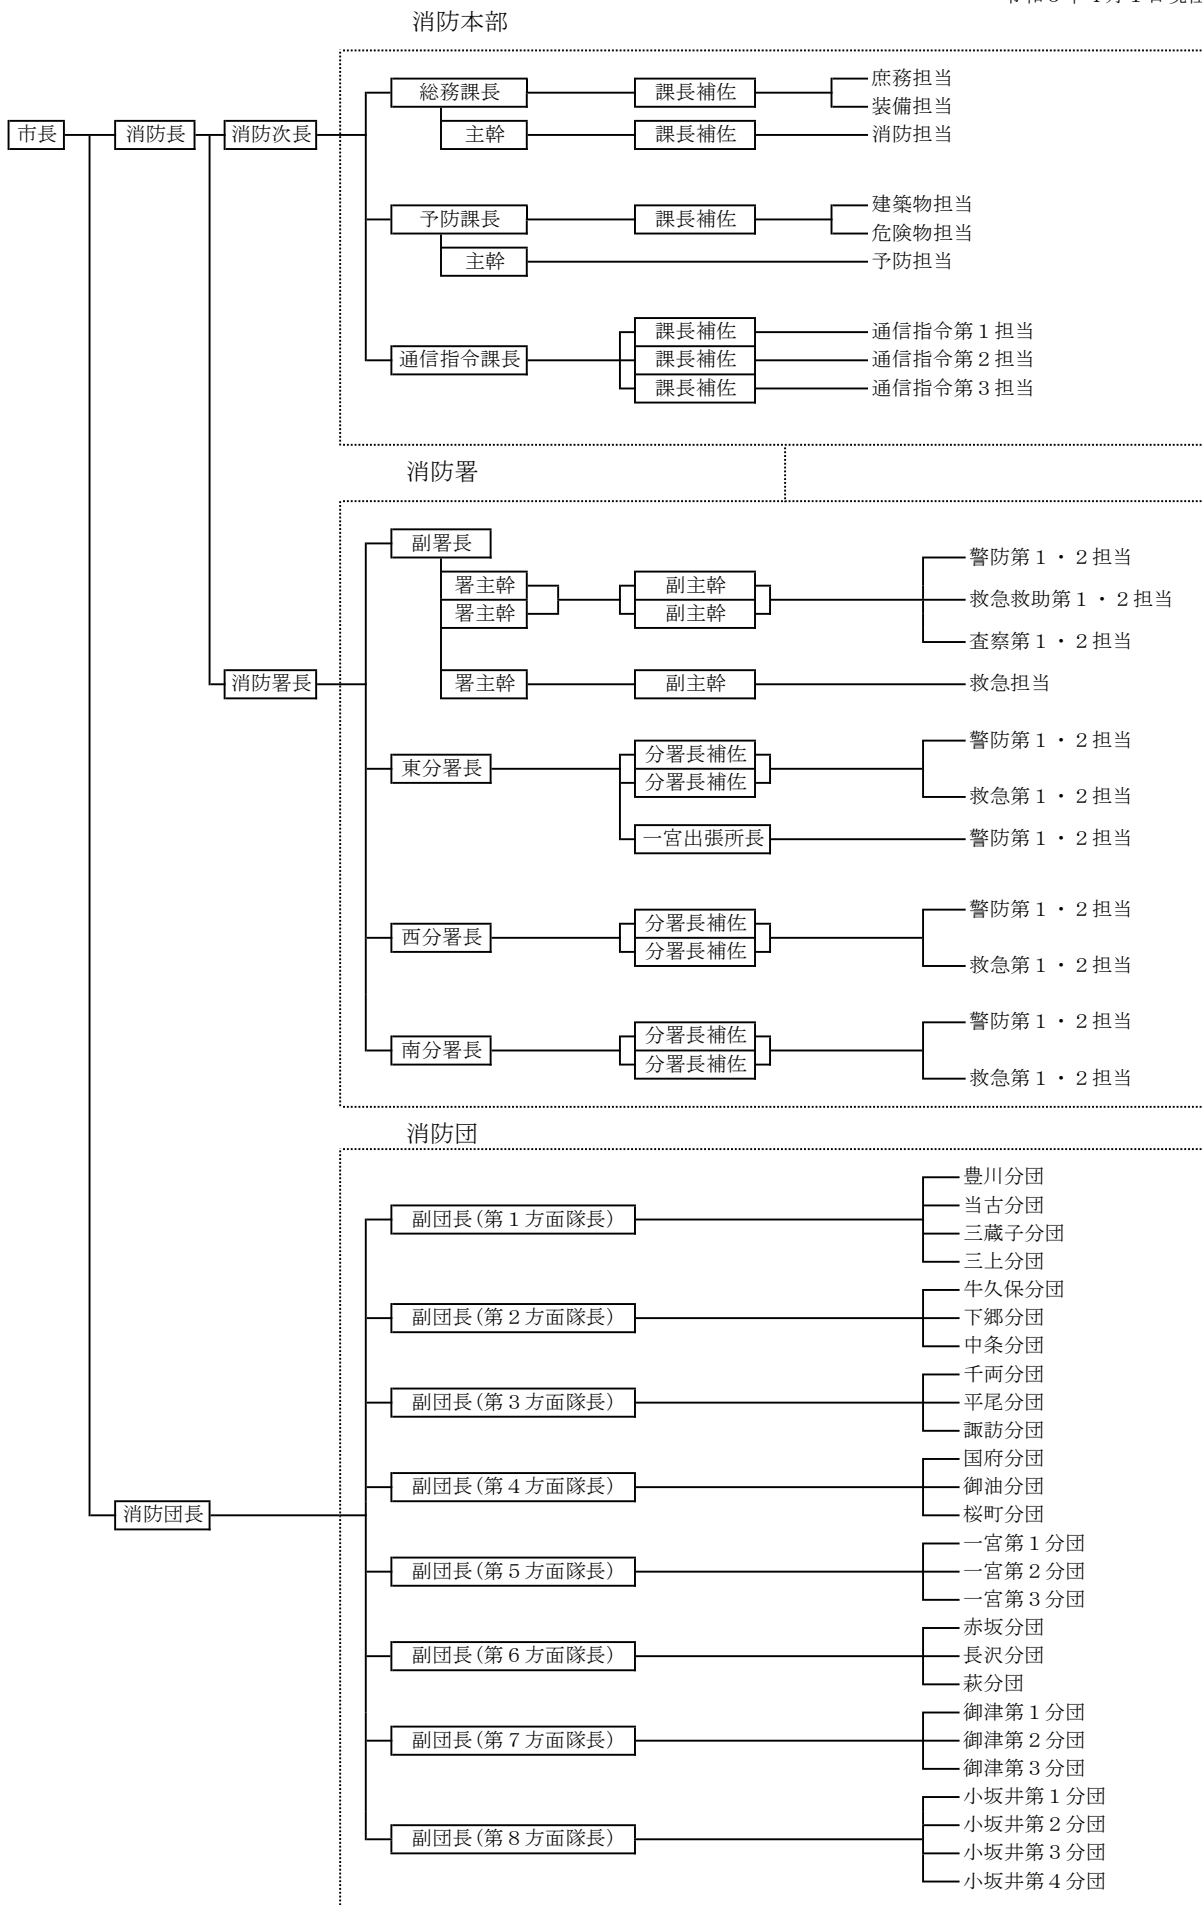 消防本部
総務課長 課長補佐 庶務担当
装備担当
市長 消防長 消防次長 主幹 課長補佐 消防担当
建築物担当
予防課長 課長補佐
危険物担当
主幹 予防担当
課長補佐 通信指令第1担当
通信指令課長 課長補佐 通信指令第2担当
課長補佐 通信指令第3担当
消防署
副署長
警防第1・2担当
署主幹 副主幹
署主幹 副主幹 救急救助第1・2担当
査察第1・2担当
消防署長 署主幹 副主幹 救急担当
警防第1・2担当
分署長補佐
東分署長
分署長補佐
救急第1・2担当
一宮出張所長 警防第1・2担当
警防第1・2担当
分署長補佐
西分署長
分署長補佐
救急第1・2担当
警防第1・2担当
分署長補佐
南分署長
分署長補佐
救急第1・2担当
消防団
豊川分団
当古分団
副団長(第1方面隊長)
三蔵子分団
三上分団
牛久保分団
副団長(第2方面隊長) 下郷分団
中条分団
千両分団
副団長(第3方面隊長) 平尾分団
諏訪分団
国府分団
副団長(第4方面隊長) 御油分団
消防団長 桜町分団
一宮第1分団
副団長(第5方面隊長) 一宮第2分団
一宮第3分団
赤坂分団
副団長(第6方面隊長) 長沢分団
萩分団
御津第1分団
副団長(第7方面隊長) 御津第2分団
御津第3分団
小坂井第1分団
小坂井第2分団
副団長(第8方面隊長)
小坂井第3分団
小坂井第4分団